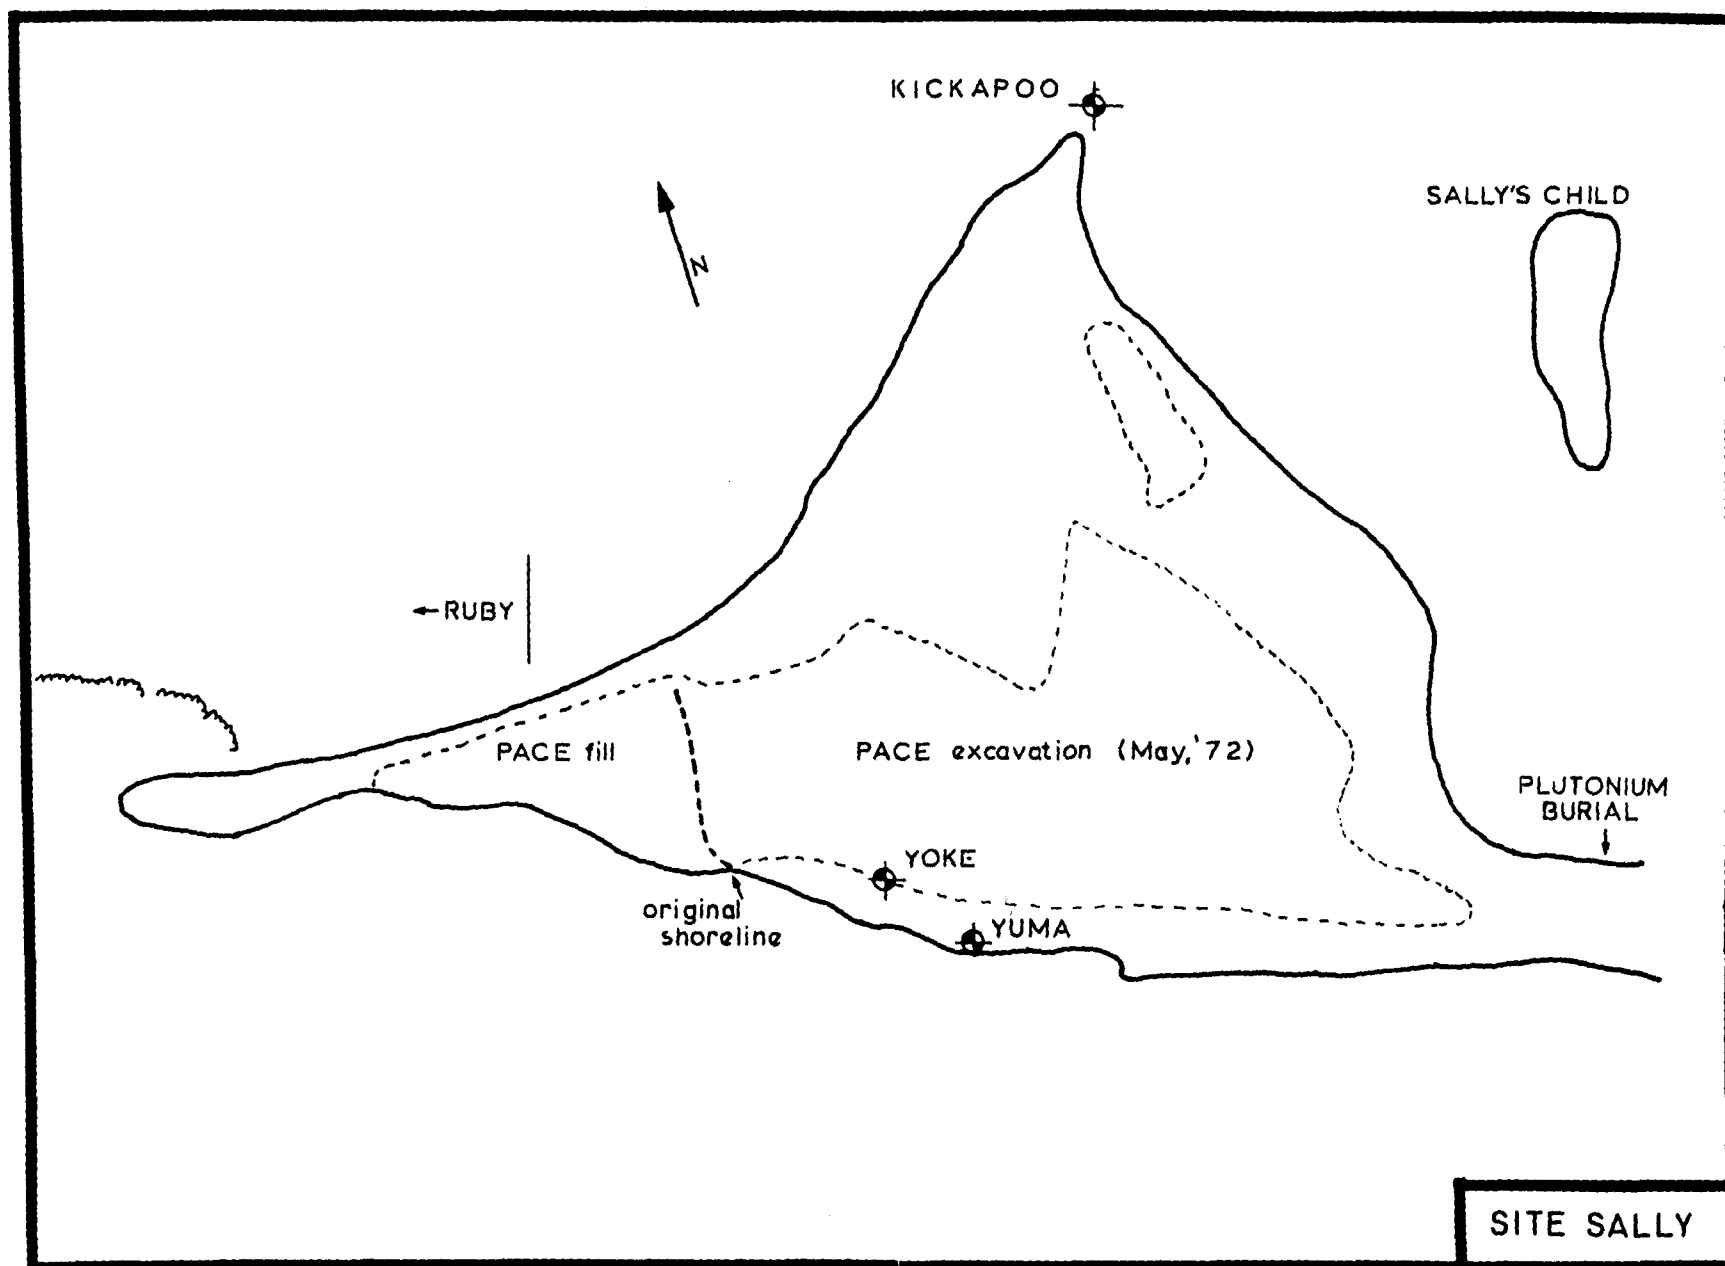 KICKAPOO
SALLY'S CHILD
N
←RUBY
PACE fill
PACE excavation (May,'72)
PLUTONIUM
BURIAL
YOKE
original
shoreline
YUMA
SITE SALLY